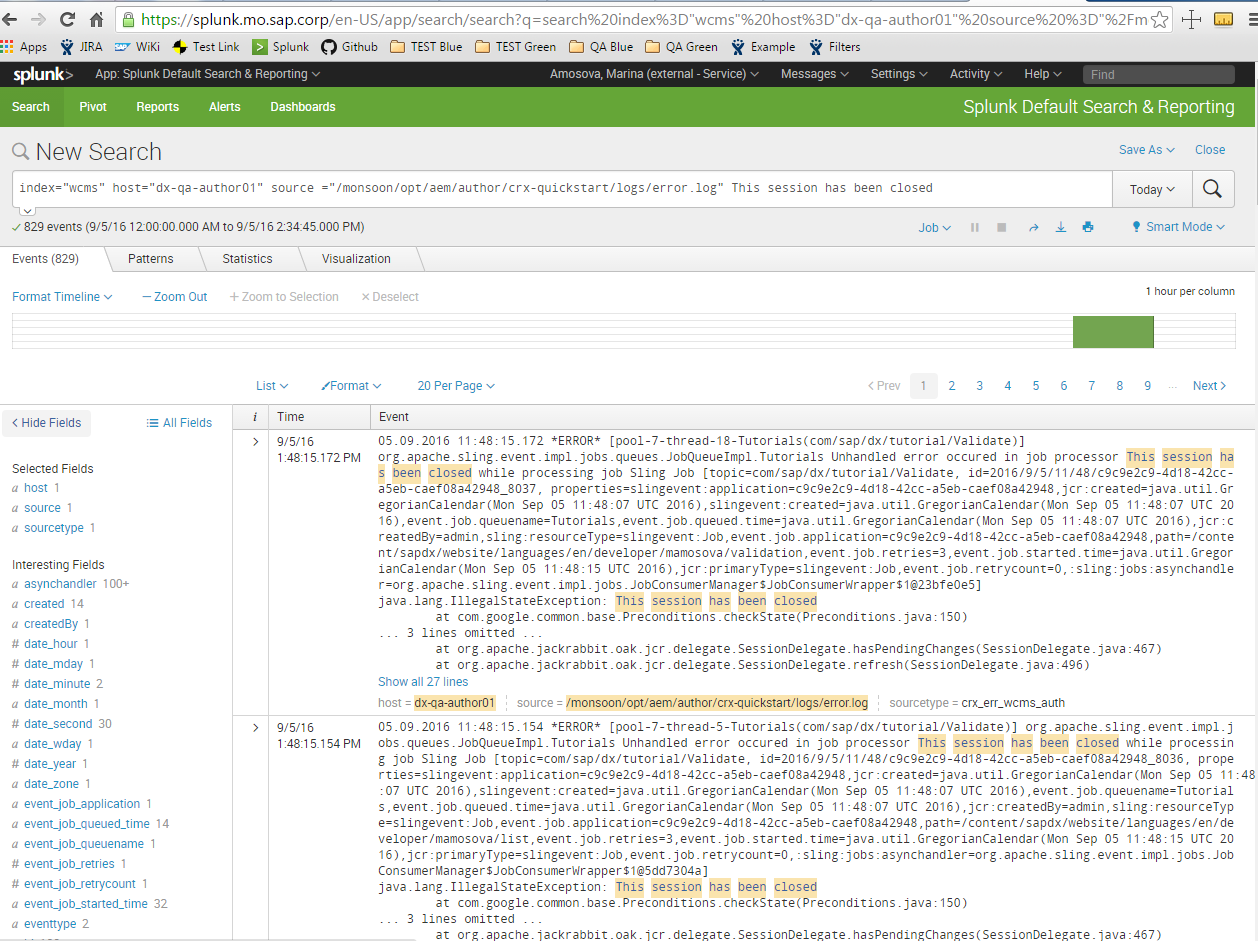 https://splunk.mo.sap.corp/en-US/app/search/search?q=search%20index%3D"wcms"%20host%3D"dx-qa-author01"%20source%20%3D"%2Fm
Apps JIRA WiKi Test Link Splunk Github TEST Blue TEST Green QA Blue QA Green Example Filters
splunk> App: Splunk Default Search & Reporting Amosova, Marina (external - Service) Messages Settings Activity Help Find
Search Pivot Reports Alerts Dashboards Splunk Default Search & Reporting
New Search Save As Close
index="wcms" host="dx-qa-author01" source ="/monsoon/opt/aem/author/crx-quickstart/logs/error.log" This session has been closed Today
829 events (9/5/16 12:00:00.000 AM to 9/5/16 2:34:45.000 PM) Job Smart Mode
Events (829) Patterns Statistics Visualization
Format Timeline — Zoom Out + Zoom to Selection × Deselect 1 hour per column
List Format 20 Per Page < Prev 1 2 3 4 5 6 7 8 9 ... Next >
< Hide Fields All Fields
Selected Fields
a host 1
a source 1
a sourcetype 1
Interesting Fields
a asynchandler 100+
a created 14
a createdBy 1
# date_hour 1
# date_mday 1
# date_minute 2
a date_month 1
# date_second 30
a date_wday 1
# date_year 1
a date_zone 1
a event_job_application 1
a event_job_queued_time 14
a event_job_queuename 1
# event_job_retries 1
# event_job_retrycount 1
a event_job_started_time 32
a eventtype 2
i Time Event
9/5/16
1:48:15.172 PM
05.09.2016 11:48:15.172 *ERROR* [pool-7-thread-18-Tutorials(com/sap/dx/tutorial/Validate)]
org.apache.sling.event.impl.jobs.queues.JobQueueImpl.Tutorials Unhandled error occured in job processor This session ha
s been closed while processing job Sling Job [topic=com/sap/dx/tutorial/Validate, id=2016/9/5/11/48/c9c9e2c9-4d18-42cc-
a5eb-caef08a42948_8037, properties=slingevent:application=c9c9e2c9-4d18-42cc-a5eb-caef08a42948,jcr:created=java.util.Gr
egorianCalendar(Mon Sep 05 11:48:07 UTC 2016),slingevent:created=java.util.GregorianCalendar(Mon Sep 05 11:48:07 UTC 20
16),event.job.queuename=Tutorials,event.job.queued.time=java.util.GregorianCalendar(Mon Sep 05 11:48:07 UTC 2016),jcr:c
reatedBy=admin,sling:resourceType=slingevent:Job,event.job.application=c9c9e2c9-4d18-42cc-a5eb-caef08a42948,path=/conte
nt/sapdx/website/languages/en/developer/mamosova/validation,event.job.retries=3,event.job.started.time=java.util.Gregor
ianCalendar(Mon Sep 05 11:48:15 UTC 2016),jcr:primaryType=slingevent:Job,event.job.retrycount=0,:sling:jobs:asynchandle
r=org.apache.sling.event.impl.jobs.JobConsumerManager$JobConsumerWrapper$1@23bfe0e5]
java.lang.IllegalStateException: This session has been closed
at com.google.common.base.Preconditions.checkState(Preconditions.java:150)
... 3 lines omitted ...
at org.apache.jackrabbit.oak.jcr.delegate.SessionDelegate.hasPendingChanges(SessionDelegate.java:467)
at org.apache.jackrabbit.oak.jcr.delegate.SessionDelegate.refresh(SessionDelegate.java:496)
Show all 27 lines
host = dx-qa-author01 source = /monsoon/opt/aem/author/crx-quickstart/logs/error.log sourcetype = crx_err_wcms_auth
9/5/16
1:48:15.154 PM
05.09.2016 11:48:15.154 *ERROR* [pool-7-thread-5-Tutorials(com/sap/dx/tutorial/Validate)] org.apache.sling.event.impl.j
obs.queues.JobQueueImpl.Tutorials Unhandled error occured in job processor This session has been closed while processin
g job Sling Job [topic=com/sap/dx/tutorial/Validate, id=2016/9/5/11/48/c9c9e2c9-4d18-42cc-a5eb-caef08a42948_8036, prope
rties=slingevent:application=c9c9e2c9-4d18-42cc-a5eb-caef08a42948,jcr:created=java.util.GregorianCalendar(Mon Sep 05 11:48
:07 UTC 2016),slingevent:created=java.util.GregorianCalendar(Mon Sep 05 11:48:07 UTC 2016),event.job.queuename=Tutorial
s,event.job.queued.time=java.util.GregorianCalendar(Mon Sep 05 11:48:07 UTC 2016),jcr:createdBy=admin,sling:resourceTyp
e=slingevent:Job,event.job.application=c9c9e2c9-4d18-42cc-a5eb-caef08a42948,path=/content/sapdx/website/languages/en/de
veloper/mamosova/list,event.job.retries=3,event.job.started.time=java.util.GregorianCalendar(Mon Sep 05 11:48:15 UTC 20
16),jcr:primaryType=slingevent:Job,event.job.retrycount=0,:sling:jobs:asynchandler=org.apache.sling.event.impl.jobs.Job
ConsumerManager$JobConsumerWrapper$1@5dd7304a]
java.lang.IllegalStateException: This session has been closed
at com.google.common.base.Preconditions.checkState(Preconditions.java:150)
... 3 lines omitted ...
at org.apache.jackrabbit.oak.jcr.delegate.SessionDelegate.hasPendingChanges(SessionDelegate.java:467)